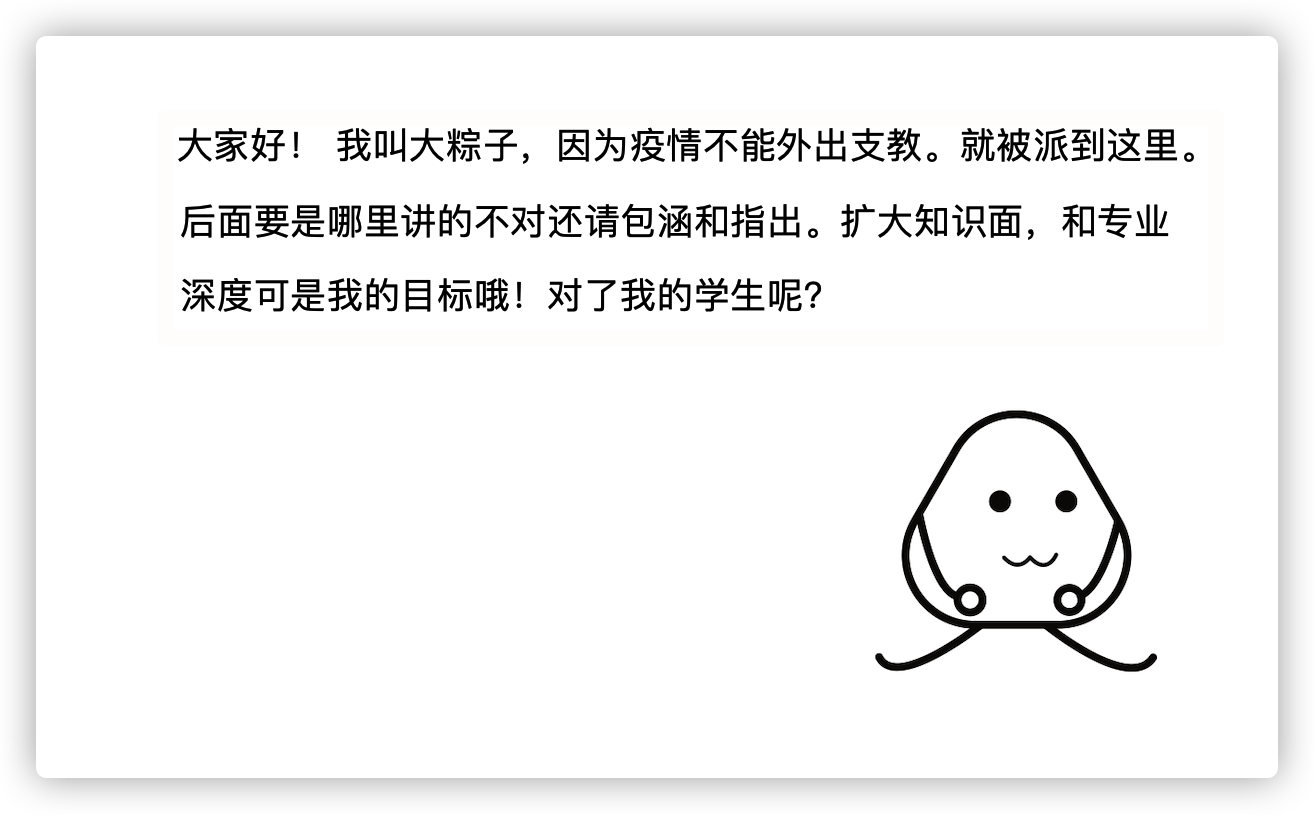 大家好！ 我叫大粽子，因为疫情不能外出支教。就被派到这里。
后面要是哪里讲的不对还请包涵和指出。扩大知识面，和专业
深度可是我的目标哦！对了我的学生呢？